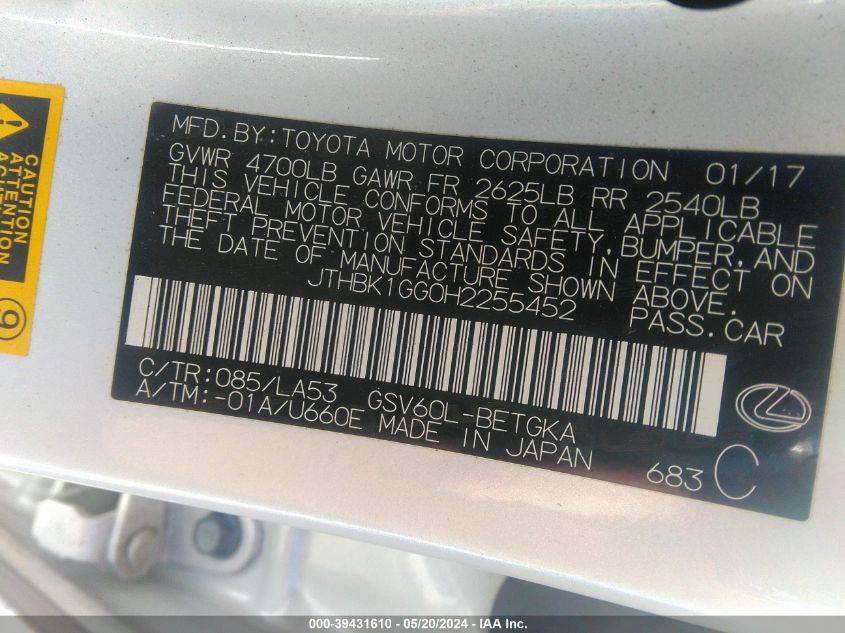 MFD.BY:TOYOTA MOTOR CORPORATION 01/17
GVWR 4700LB GAWR FR 2625LB RR 2540LB
THIS VEHICLE CONFORMS TO ALL APPLICABLE
FEDERAL MOTOR VEHICLE SAFETY,BUMPER,AND
THEFT PREVENTION STANDARDS IN EFFECT ON
THE DATE OF MANUFACTURE SHOWN ABOVE.
JTHBK1GG0H2255452 PASS.CAR
C/TR:085/LA53 GSV60L-BETGKA
A/TM:-01A/U660E MADE IN JAPAN
683 C
CAUTION
ATTENTION
9
000-39431610 - 05/20/2024 - IAA Inc.